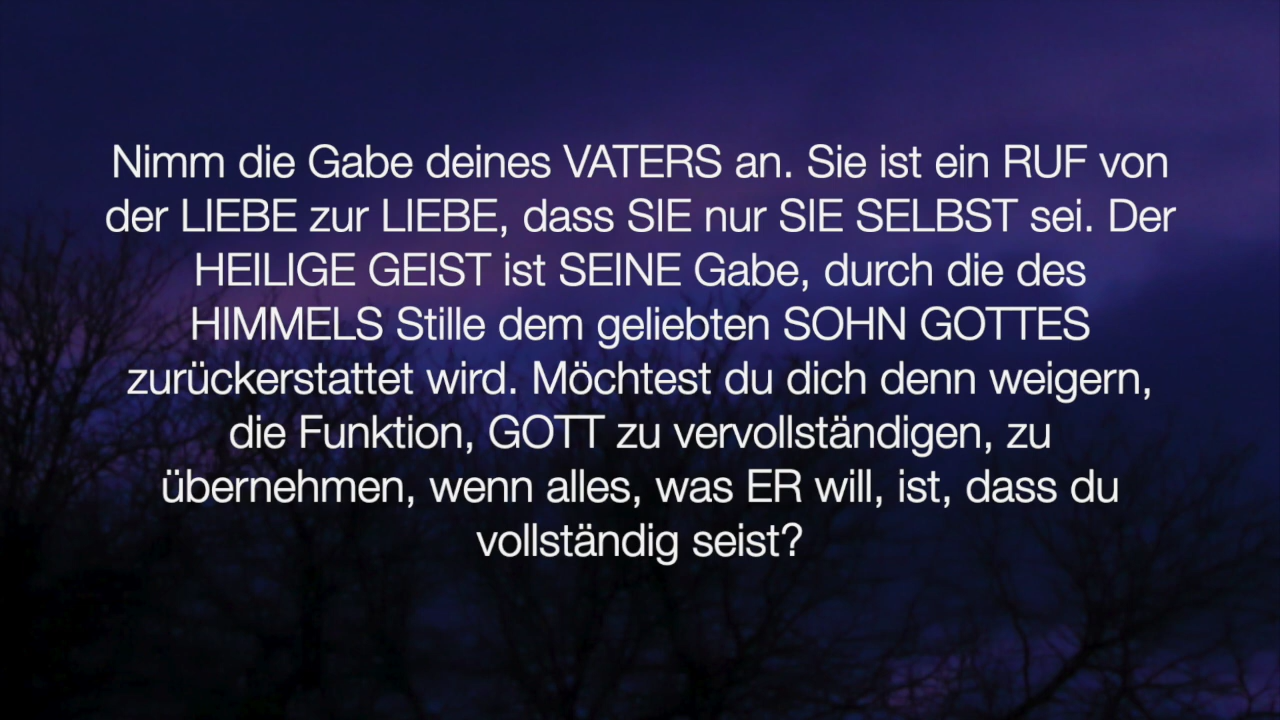 Nimm die Gabe deines VATERS an. Sie ist ein RUF von
der LIEBE zur LIEBE, dass SIE nur SIE SELBST sei. Der
HEILIGE GEIST ist SEINE Gabe, durch die des
HIMMELS Stille dem geliebten SOHN GOTTES
zurückerstattet wird. Möchtest du dich denn weigern,
die Funktion, GOTT zu vervollständigen, zu
übernehmen, wenn alles, was ER will, ist, dass du
vollständig seist?